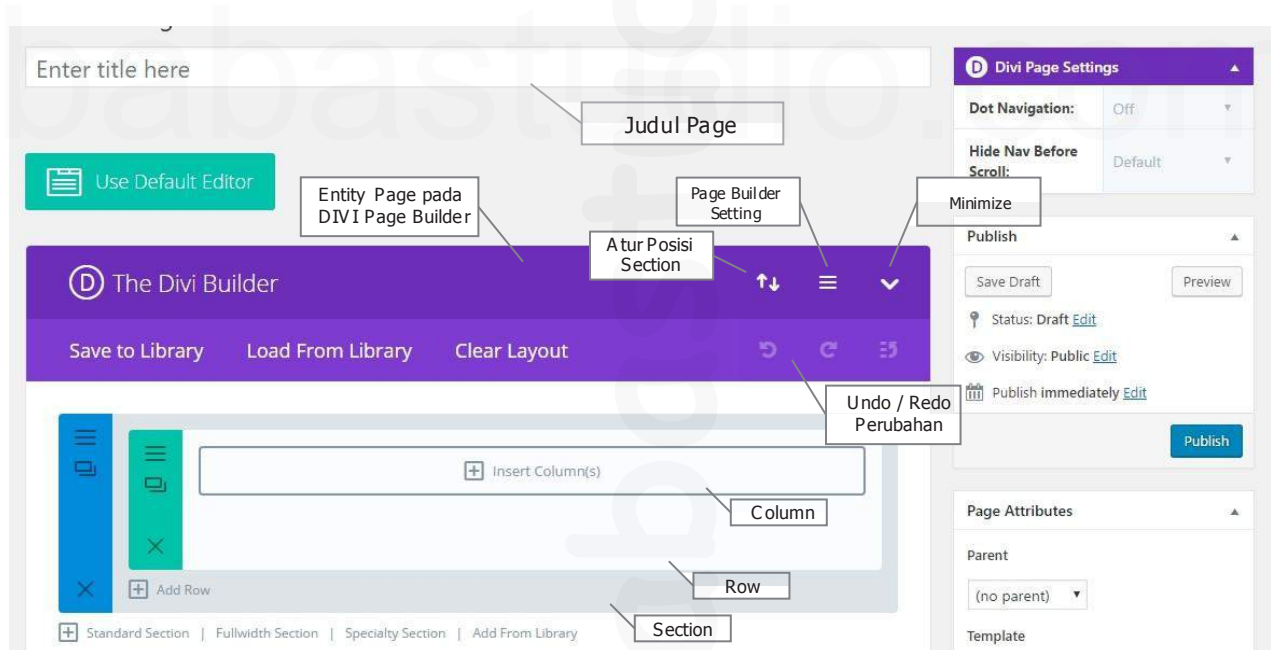 Enter title here
Judul Page
Use Default Editor
Entity Page pada
DIVI Page Builder
Page Builder
Setting
Minimize
Atur Posisi
Section
The Divi Builder
Save to Library
Load From Library
Clear Layout
Undo / Redo
Perubahan
Insert Column(s)
Column
Row
Add Row
Section
Standard Section | Fullwidth Section | Specialty Section | Add From Library
Divi Page Settings
Dot Navigation: Off
Hide Nav Before
Scroll:
Default
Publish
Save Draft
Preview
Status: Draft Edit
Visibility: Public Edit
Publish immediately Edit
Publish
Page Attributes
Parent
(no parent)
Template
babastudio.com